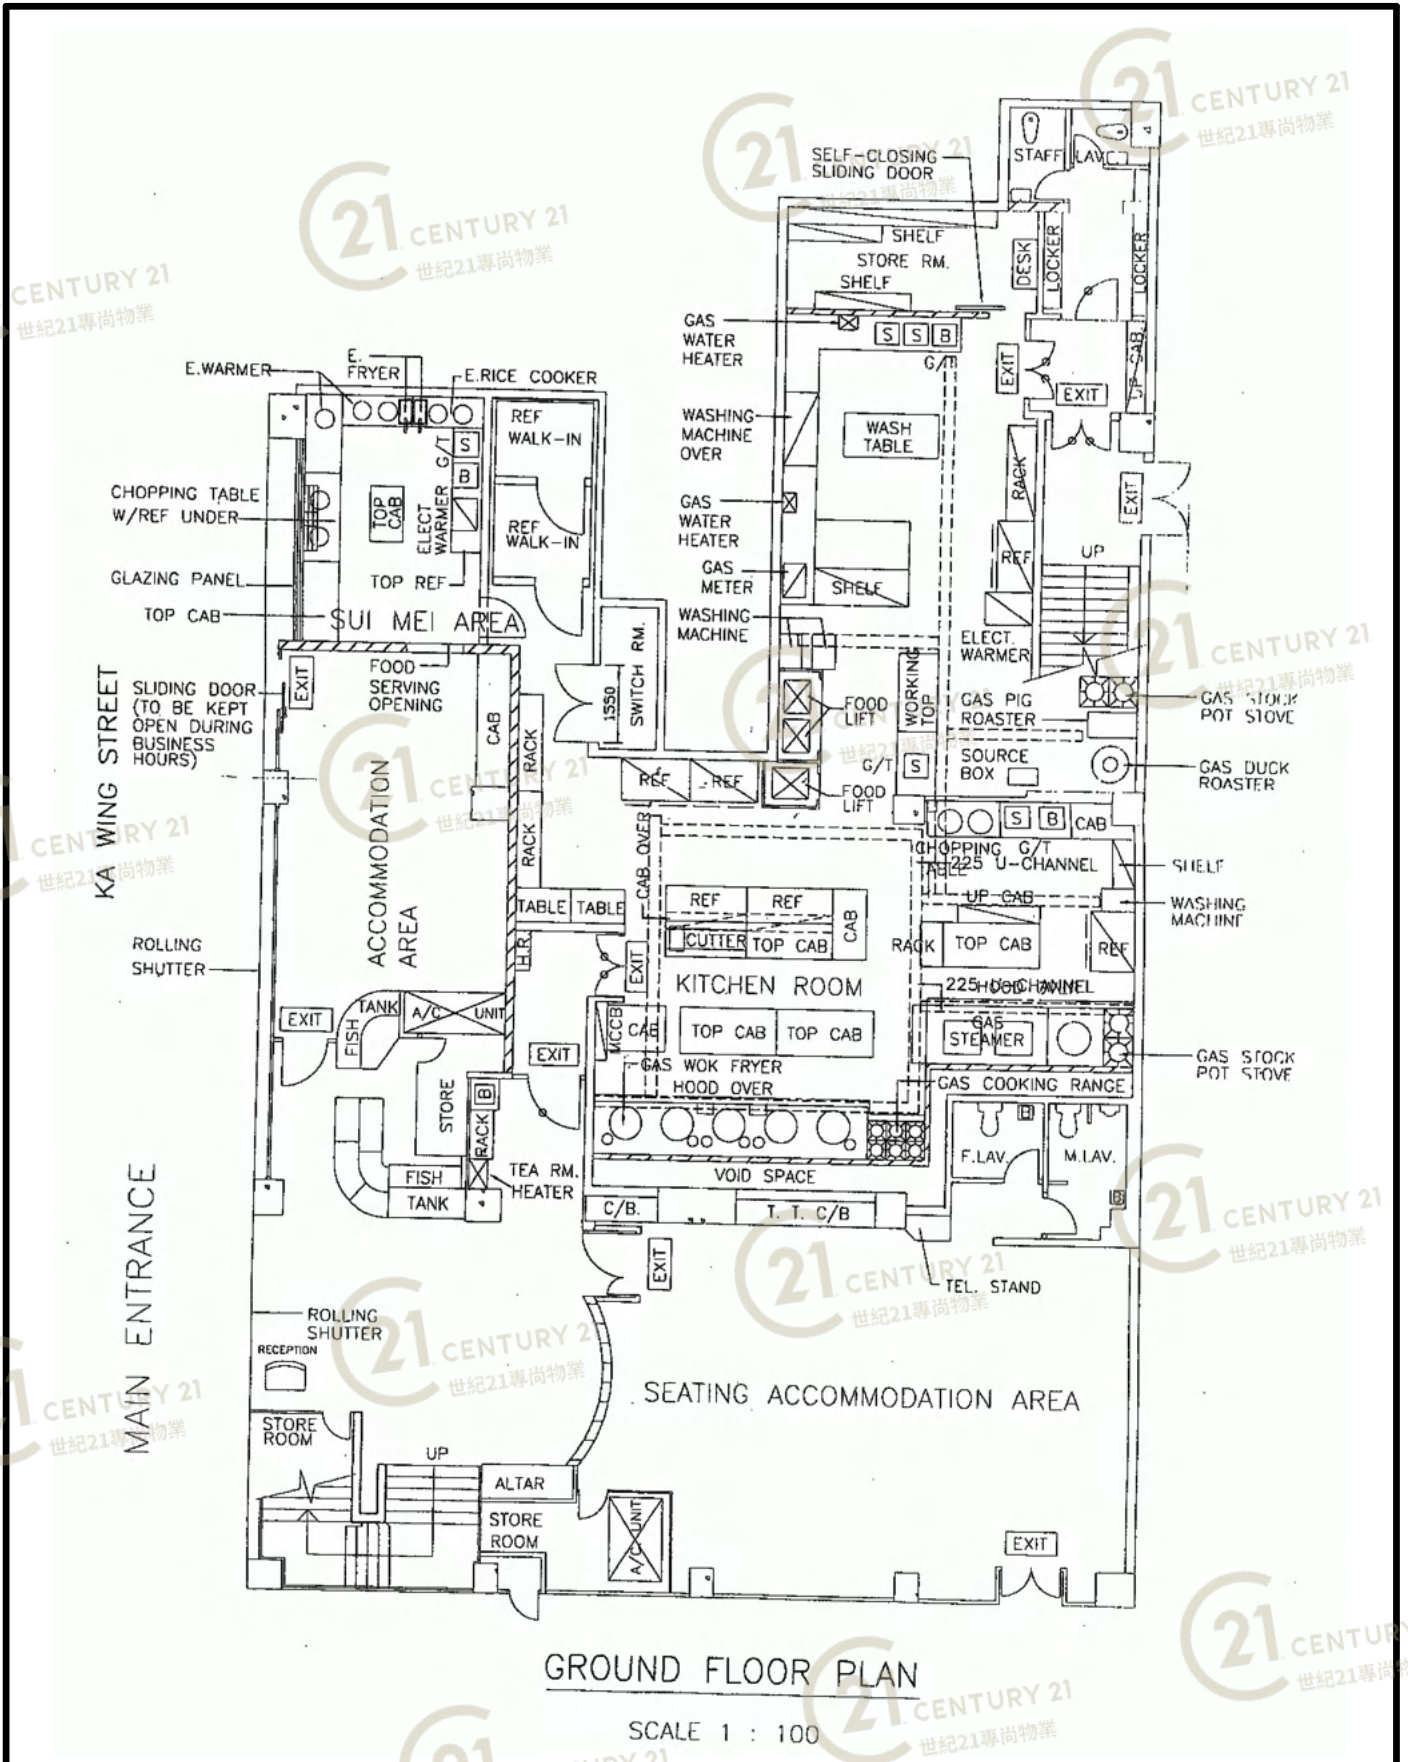 SELF-CLOSING
SLIDING DOOR
STAFF
LAV.
SHELF
STORE RM.
SHELF
DESK
LOCKER
LOCKER
GAS
WATER
HEATER
S
S
B
G/T
EXIT
EXIT
UP CAB.
E.WARMER
E.
FRYER
E.RICE COOKER
REF
WALK-IN
WASHING
MACHINE
OVER
WASH
TABLE
G/T
S
B
TOP
CAB
ELECT
WARMER
CHOPPING TABLE
W/REF UNDER
REF
WALK-IN
GAS
WATER
HEATER
RACK
EXIT
REF
UP
GLAZING PANEL
TOP REF
GAS
METER
SHELF
TOP CAB
SUI MEI AREA
WASHING
MACHINE
SWITCH RM.
1550
ELECT.
WARMER
KA WING STREET
SLIDING DOOR
(TO BE KEPT
OPEN DURING
BUSINESS
HOURS)
EXIT
FOOD
SERVING
OPENING
CAB
RACK
FOOD
LIFT
WORKING
TOP
GAS PIG
ROASTER
GAS STOCK
POT STOVE
ACCOMMODATION
AREA
REF
REF
G/T
S
SOURCE
BOX
GAS DUCK
ROASTER
FOOD
LIFT
RACK
CAB OVER
S
B
CAB
CHOPPING
TABLE
G/T
225 U-CHANNEL
SHELF
UP CAB
WASHING
MACHINE
TABLE
TABLE
REF
REF
CAB
CUTTER
TOP CAB
RACK
TOP CAB
REF
H.R.
EXIT
ROLLING
SHUTTER
KITCHEN ROOM
225 U-CHANNEL
EXIT
FISH
TANK
A/C
UNIT
MCCB
CAB
TOP CAB
TOP CAB
GAS
STEAMER
EXIT
GAS WOK FRYER
HOOD OVER
GAS COOKING RANGE
GAS STOCK
POT STOVE
STORE
B
RACK
F.LAV.
M.LAV.
B
B
VOID SPACE
FISH
TANK
TEA RM.
HEATER
C/B.
T. T. C/B
MAIN ENTRANCE
EXIT
TEL. STAND
ROLLING
SHUTTER
RECEPTION
SEATING ACCOMMODATION AREA
STORE
ROOM
UP
ALTAR
STORE
ROOM
A/C UNIT
EXIT
GROUND FLOOR PLAN
SCALE 1 : 100
21 CENTURY 21
世紀21專尚物業